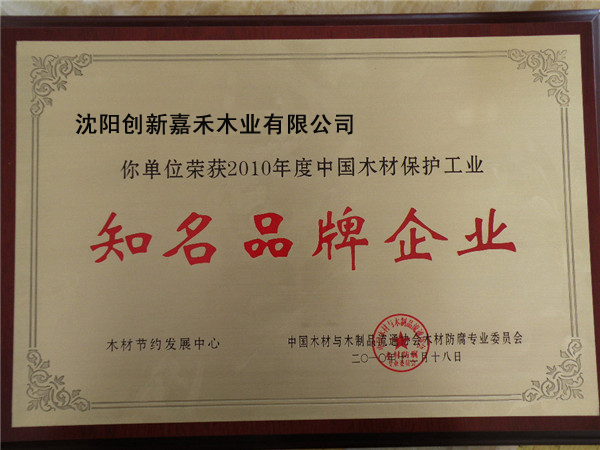 沈阳创新嘉禾木业有限公司
你单位荣获2010年度中国木材保护工业
知名品牌企业
木材节约发展中心
中国木材与木制品流通协会木材防腐专业委员会
二〇一〇年十二月十八日